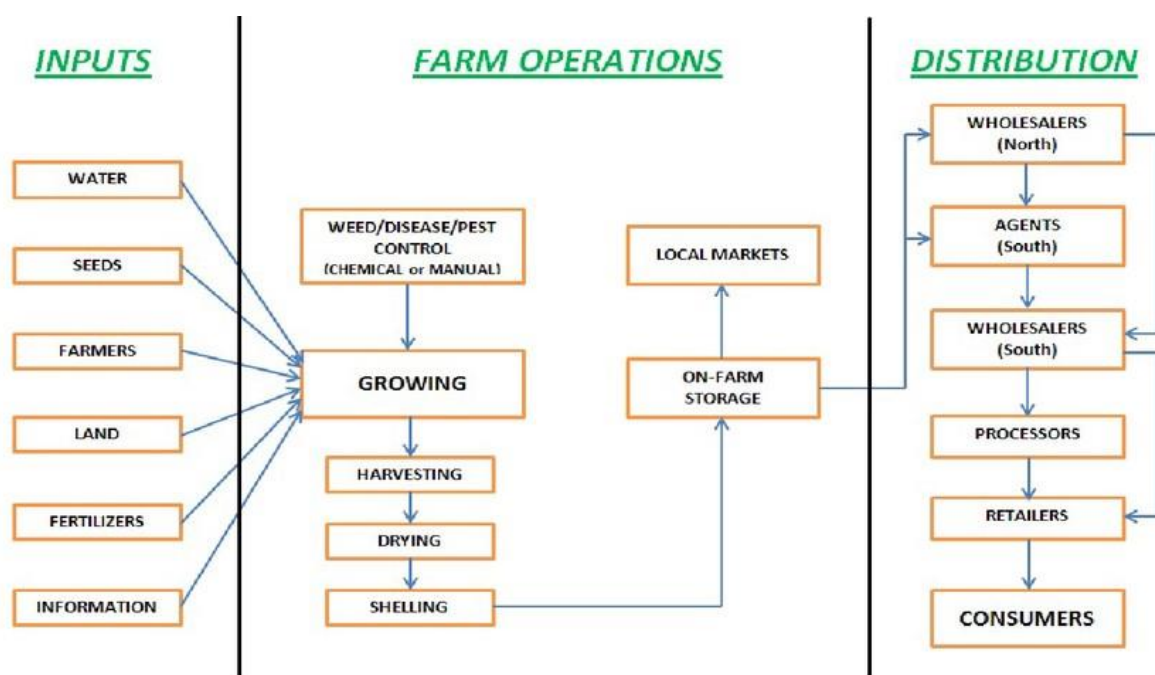 INPUTS
FARM OPERATIONS
DISTRIBUTION
WATER
SEEDS
FARMERS
LAND
FERTILIZERS
INFORMATION
WEED/DISEASE/PEST
CONTROL
(CHEMICAL or MANUAL)
GROWING
HARVESTING
DRYING
SHELLING
LOCAL MARKETS
ON-FARM
STORAGE
WHOLESALERS
(North)
AGENTS
(South)
WHOLESALERS
(South)
PROCESSORS
RETAILERS
CONSUMERS